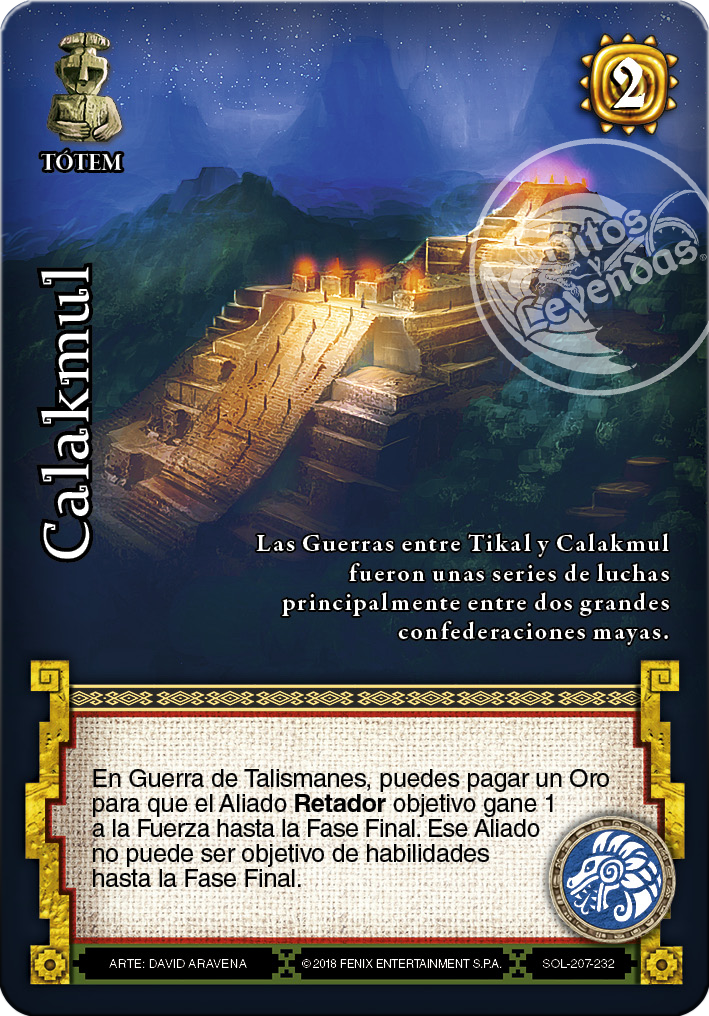 TÓTEM
2
Mitos
y
Leyendas®
Calakmul
Las Guerras entre Tikal y Calakmul
fueron unas series de luchas
principalmente entre dos grandes
confederaciones mayas.
En Guerra de Talismanes, puedes pagar un Oro
para que el Aliado Retador objetivo gane 1
a la Fuerza hasta la Fase Final. Ese Aliado
no puede ser objetivo de habilidades
hasta la Fase Final.
ARTE: DAVID ARAVENA
©2018 FENIX ENTERTAINMENT S.P.A.
SOL-207-232